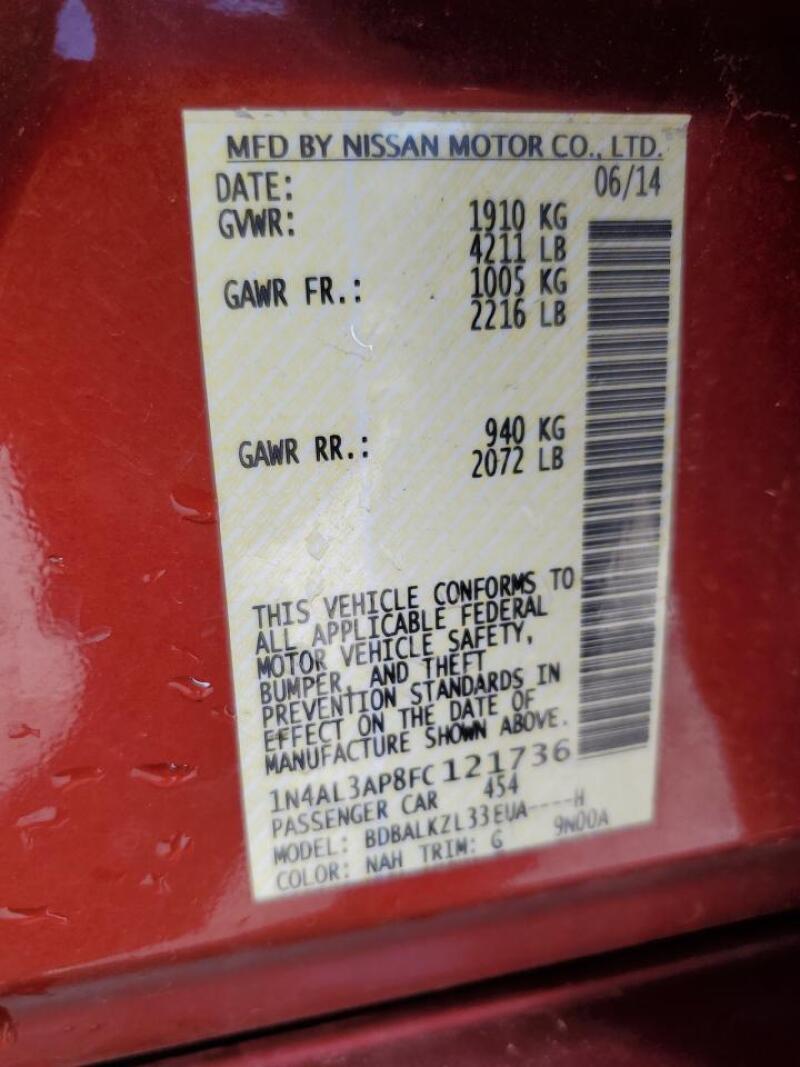 MFD BY NISSAN MOTOR CO., LTD.
DATE: 06/14
GVWR: 1910 KG
4211 LB
GAWR FR.: 1005 KG
2216 LB
GAWR RR.: 940 KG
2072 LB
THIS VEHICLE CONFORMS TO
ALL APPLICABLE FEDERAL
MOTOR VEHICLE SAFETY,
BUMPER, AND THEFT
PREVENTION STANDARDS IN
EFFECT ON THE DATE OF
MANUFACTURE SHOWN ABOVE.
1N4AL3AP8FC121736
PASSENGER CAR 454
MODEL: BDBALKZL33EUA----H
COLOR: NAH TRIM: G 9N00A